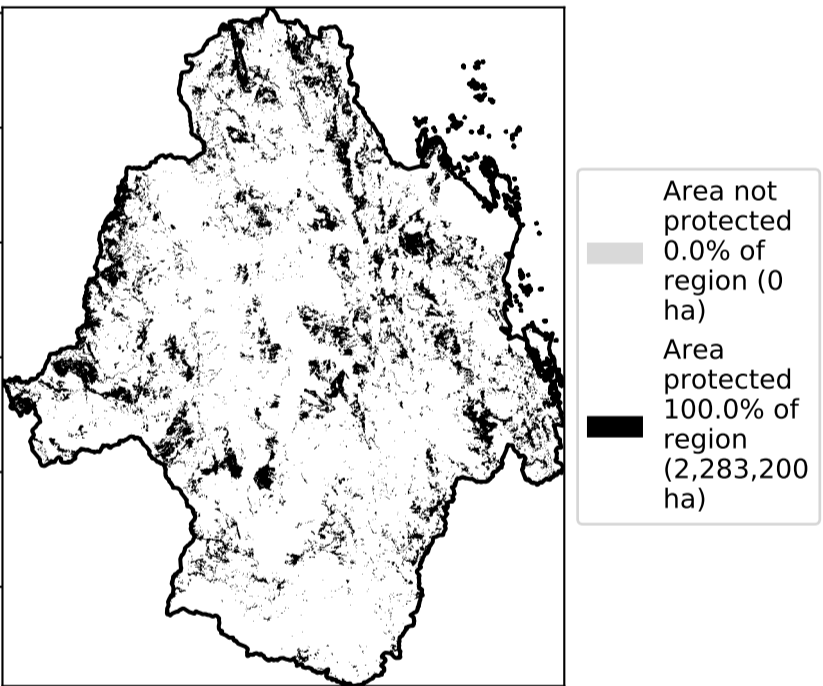 Area not
protected
0.0% of
region (0
ha)
Area
protected
100.0% of
region
(2,283,200
ha)